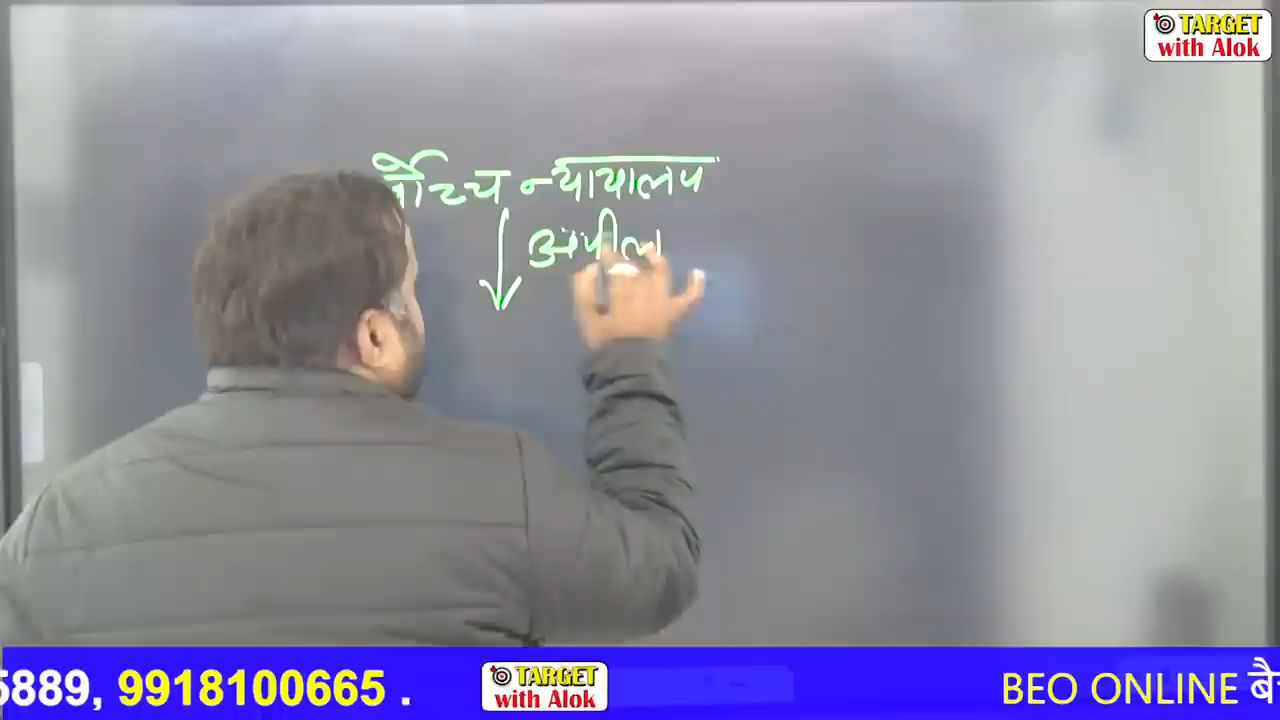 TARGET
with Alok
र्वोच्च न्यायालय
अपील
5889, 9918100665 .
TARGET
with Alok
BEO ONLINE बै